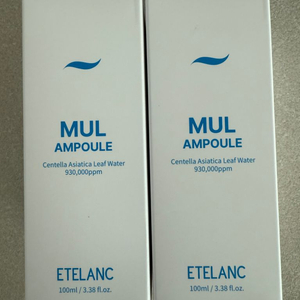 MUL
AMPOULE
Centella Asiatica Leaf Water
930,000ppm
ETELANC
100ml / 3.38 fl. oz.
MUL
AMPOULE
Centella Asiatica Leaf Water
930,000ppm
ETELANC
100ml / 3.38 fl. oz.